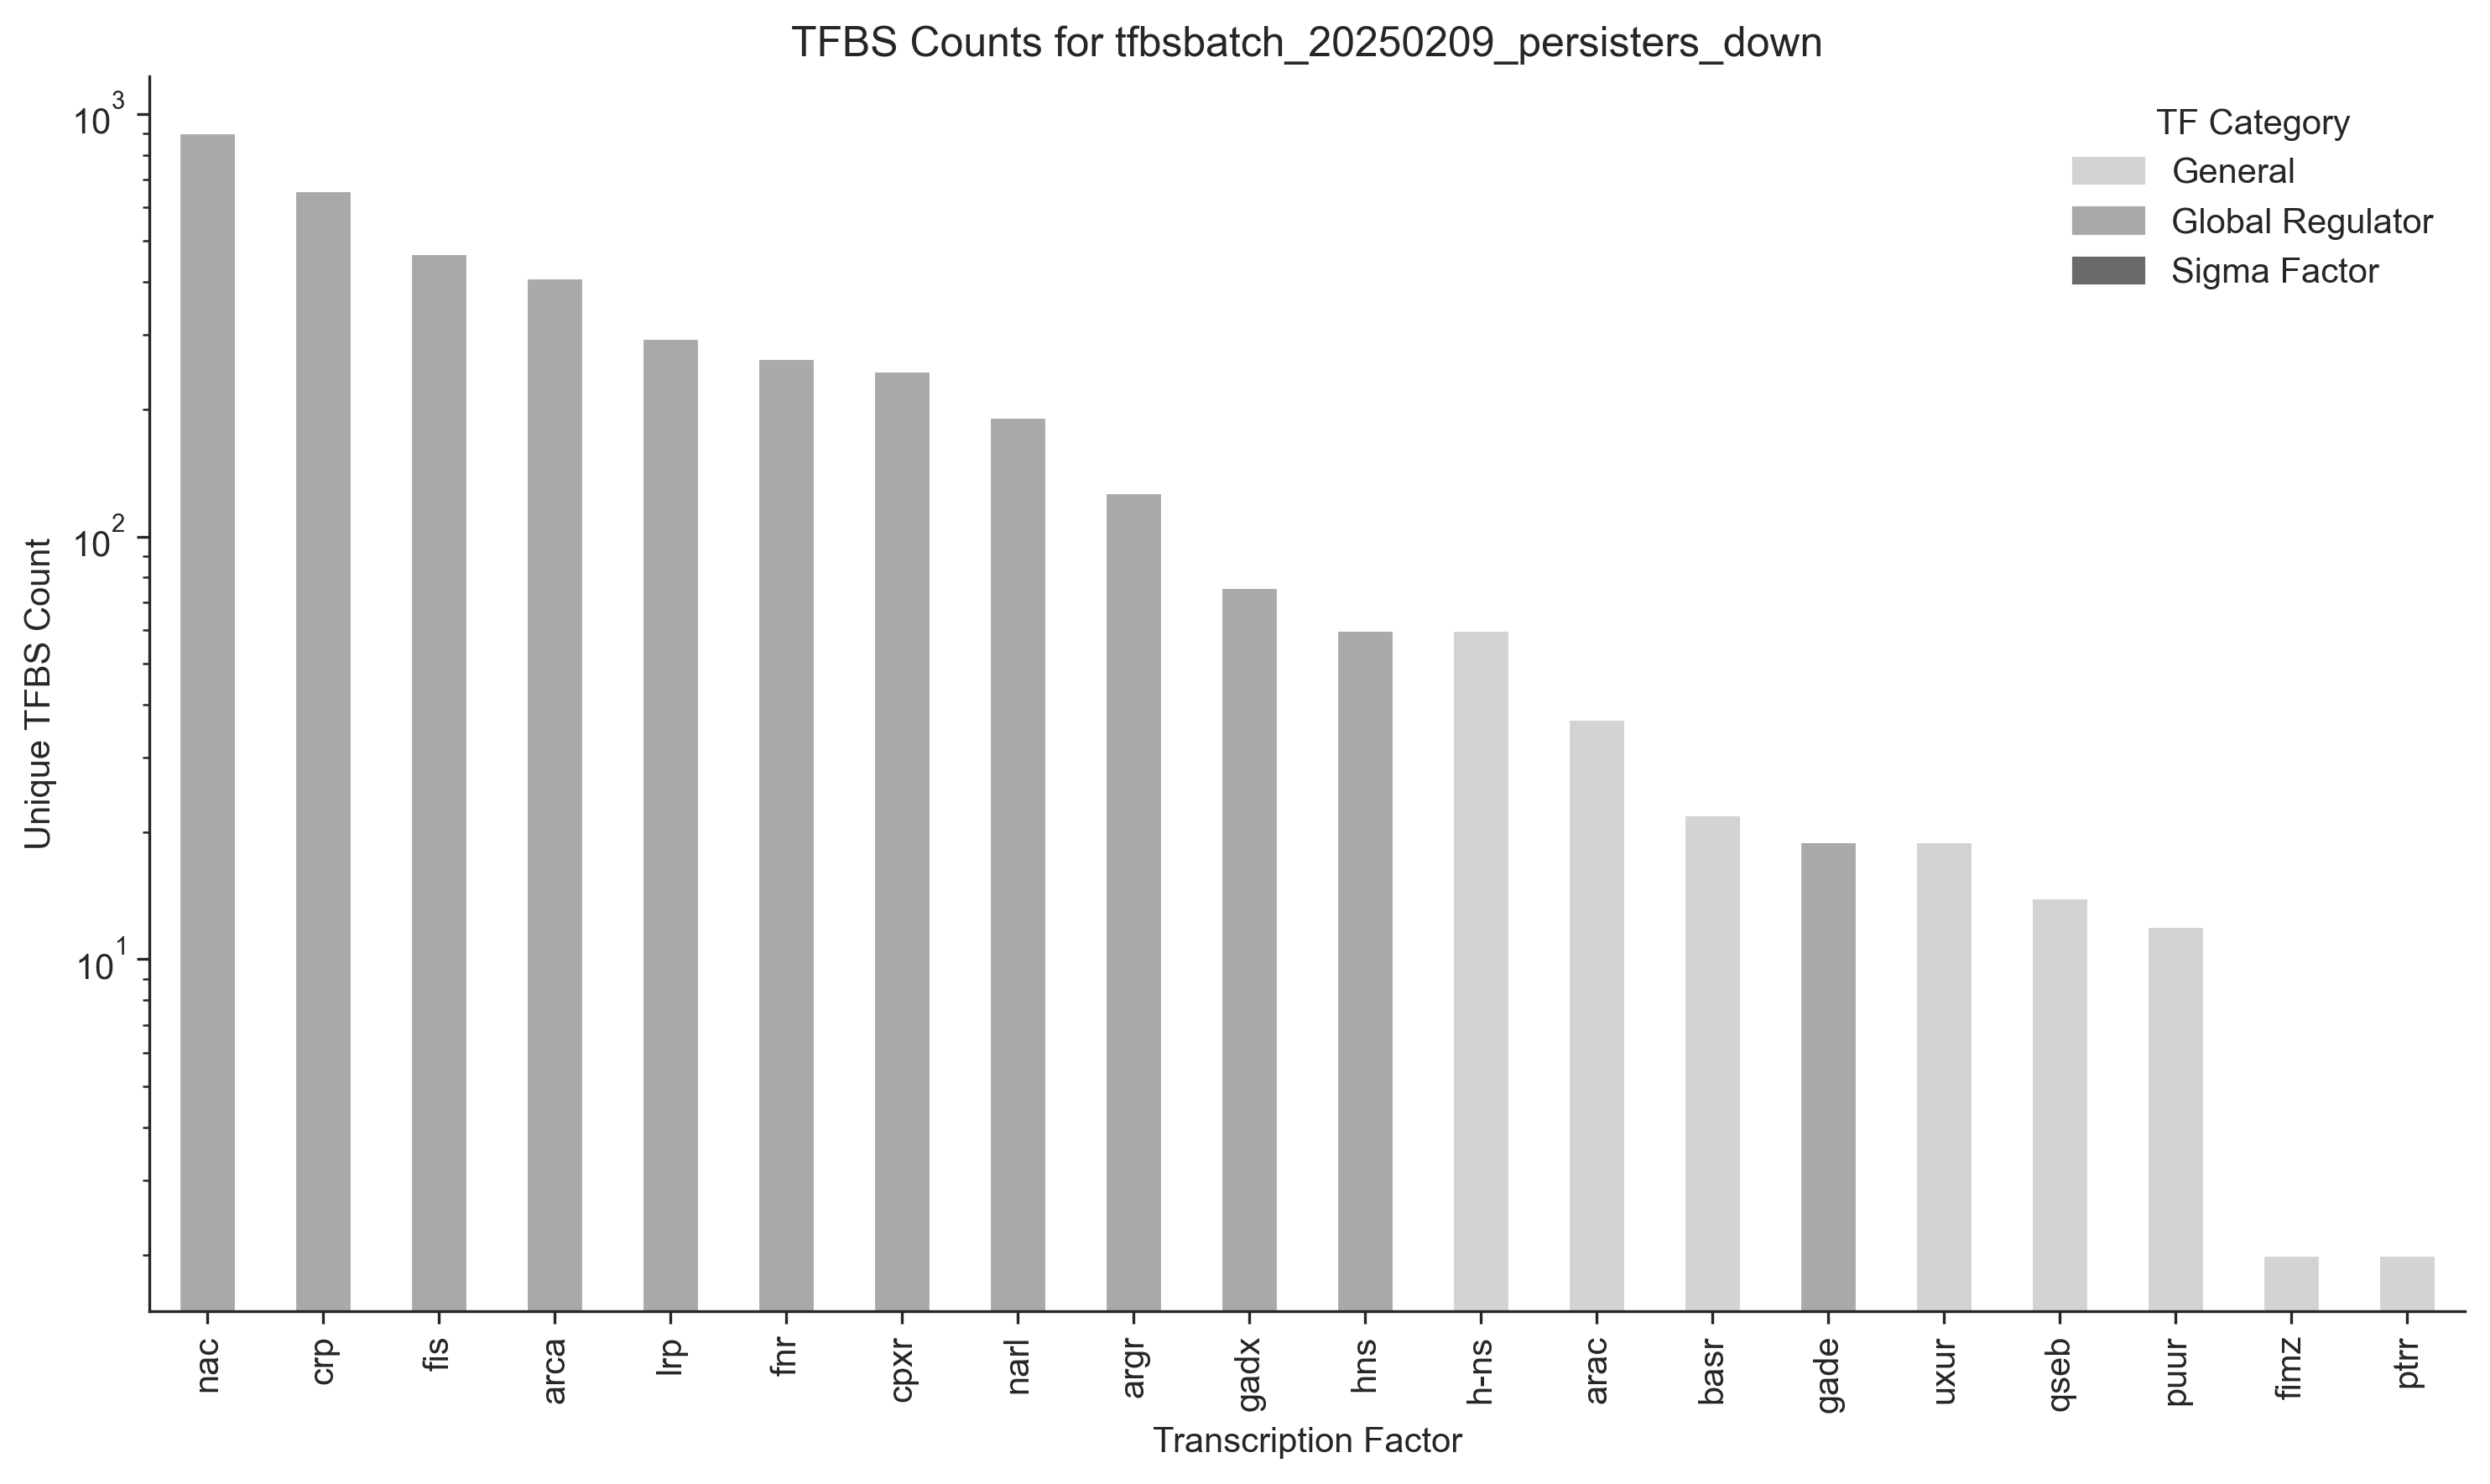 TFBS Counts for tfbsbatch_20250209_persisters_down
TF Category
General
Global Regulator
Sigma Factor
Unique TFBS Count
10³
10²
10¹
nac
crp
fis
arca
lrp
fnr
cpxr
narl
argr
gadx
hns
h-ns
arac
basr
gade
uxur
qseb
puur
fimz
ptrr
Transcription Factor